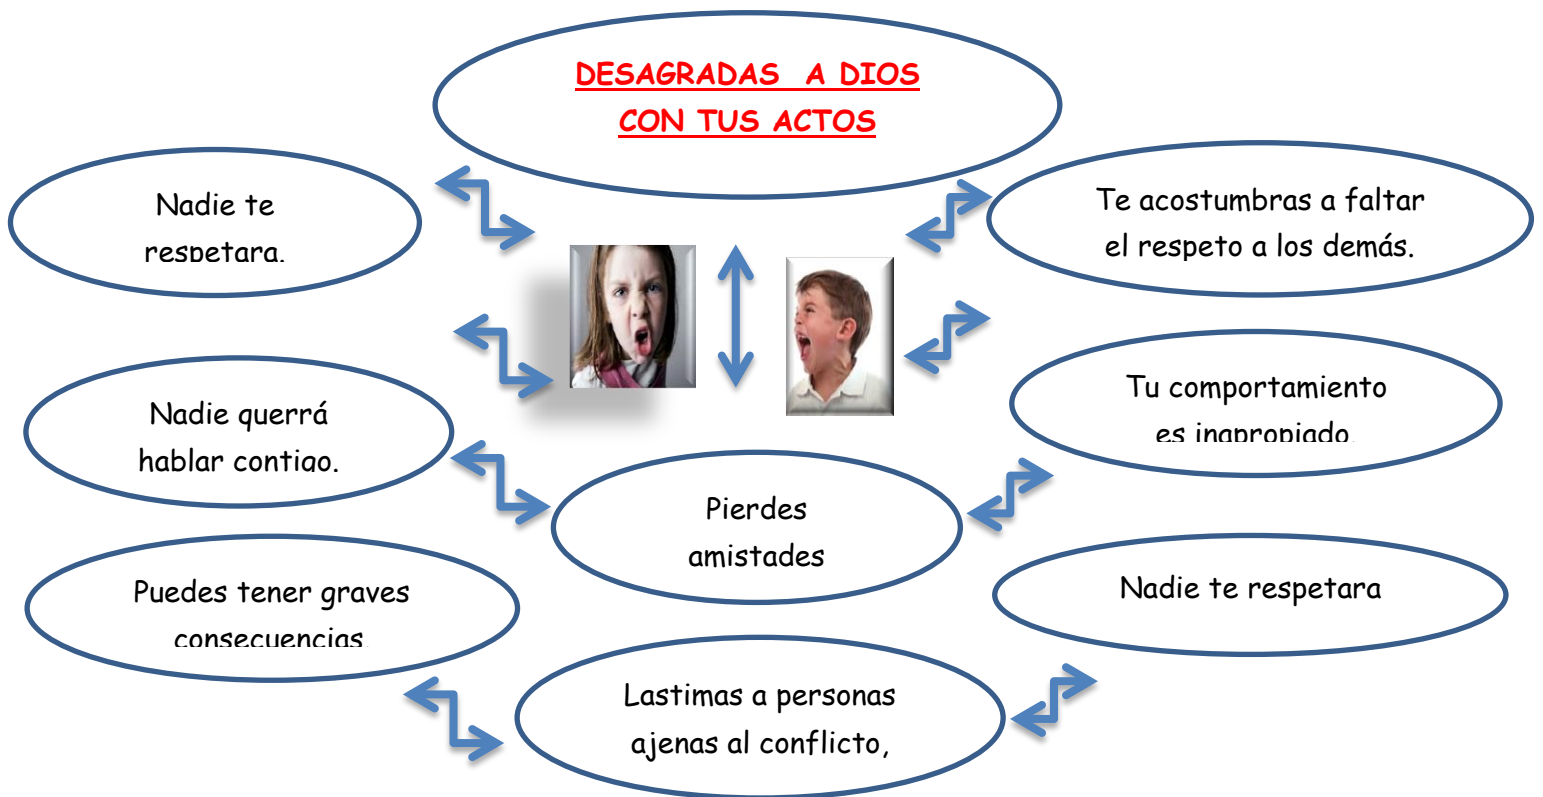 DESAGRADAS A DIOS
CON TUS ACTOS
Nadie te
respetara.
Te acostumbras a faltar
el respeto a los demás.
Nadie querrá
hablar contigo.
Tu comportamiento
es inapropiado.
Pierdes
amistades
Puedes tener graves
consecuencias.
Nadie te respetara
Lastimas a personas
ajenas al conflicto,